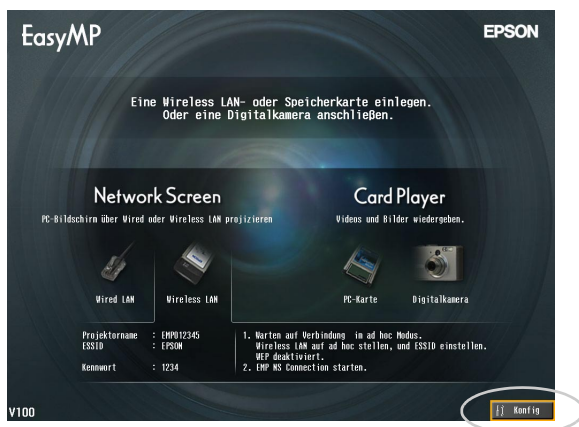 EasyMP
EPSON
Eine Wireless LAN- oder Speicherkarte einlegen.
Oder eine Digitalkamera anschließen.
Network Screen
PC-Bildschirm über Wired oder Wireless LAN projizieren
Card Player
Videos und Bilder wiedergeben.
Wired LAN
Wireless LAN
PC-Karte
Digitalkamera
Projektorname : EMP012345
ESSID : EPSON
Kennwort : 1234
1. Warten auf Verbindung im ad hoc Modus.
Wireless LAN auf ad hoc stellen, und ESSID einstellen.
WEP deaktiviert.
2. EMP NS Connection starten.
V100
Konfig